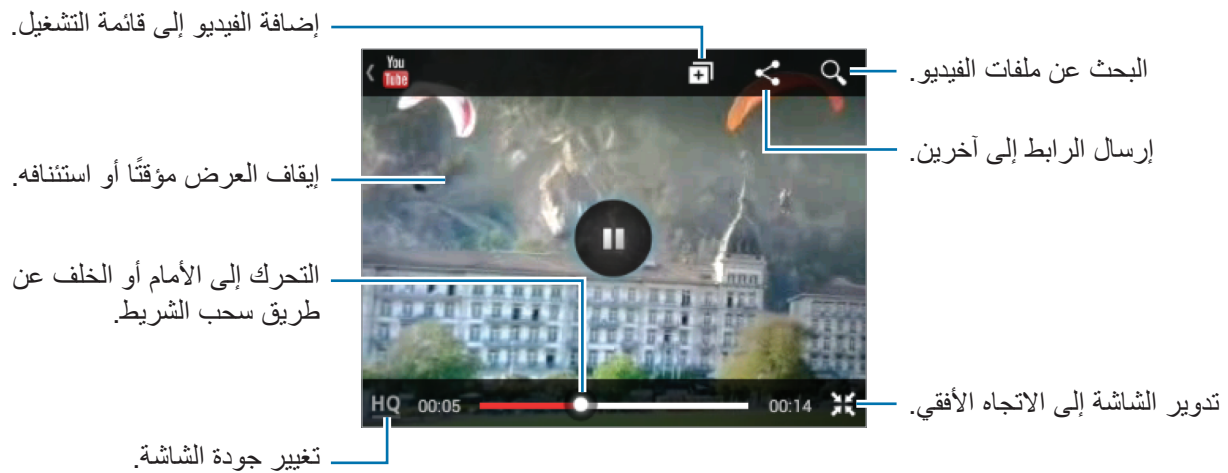 إضافة الفيديو إلى قائمة التشغيل.
You
Tube
البحث عن ملفات الفيديو.
إرسال الرابط إلى آخرين.
إيقاف العرض مؤقتًا أو استئنافه.
التحرك إلى الأمام أو الخلف عن
طريق سحب الشريط.
HQ 00:05 00:14
تدوير الشاشة إلى الاتجاه الأفقي.
تغيير جودة الشاشة.